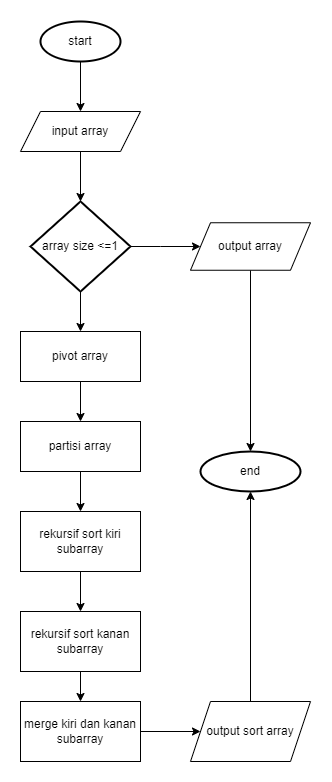 start
input array
array size <=1
output array
pivot array
partisi array
end
rekursif sort kiri
subarray
rekursif sort kanan
subarray
merge kiri dan kanan
subarray
output sort array